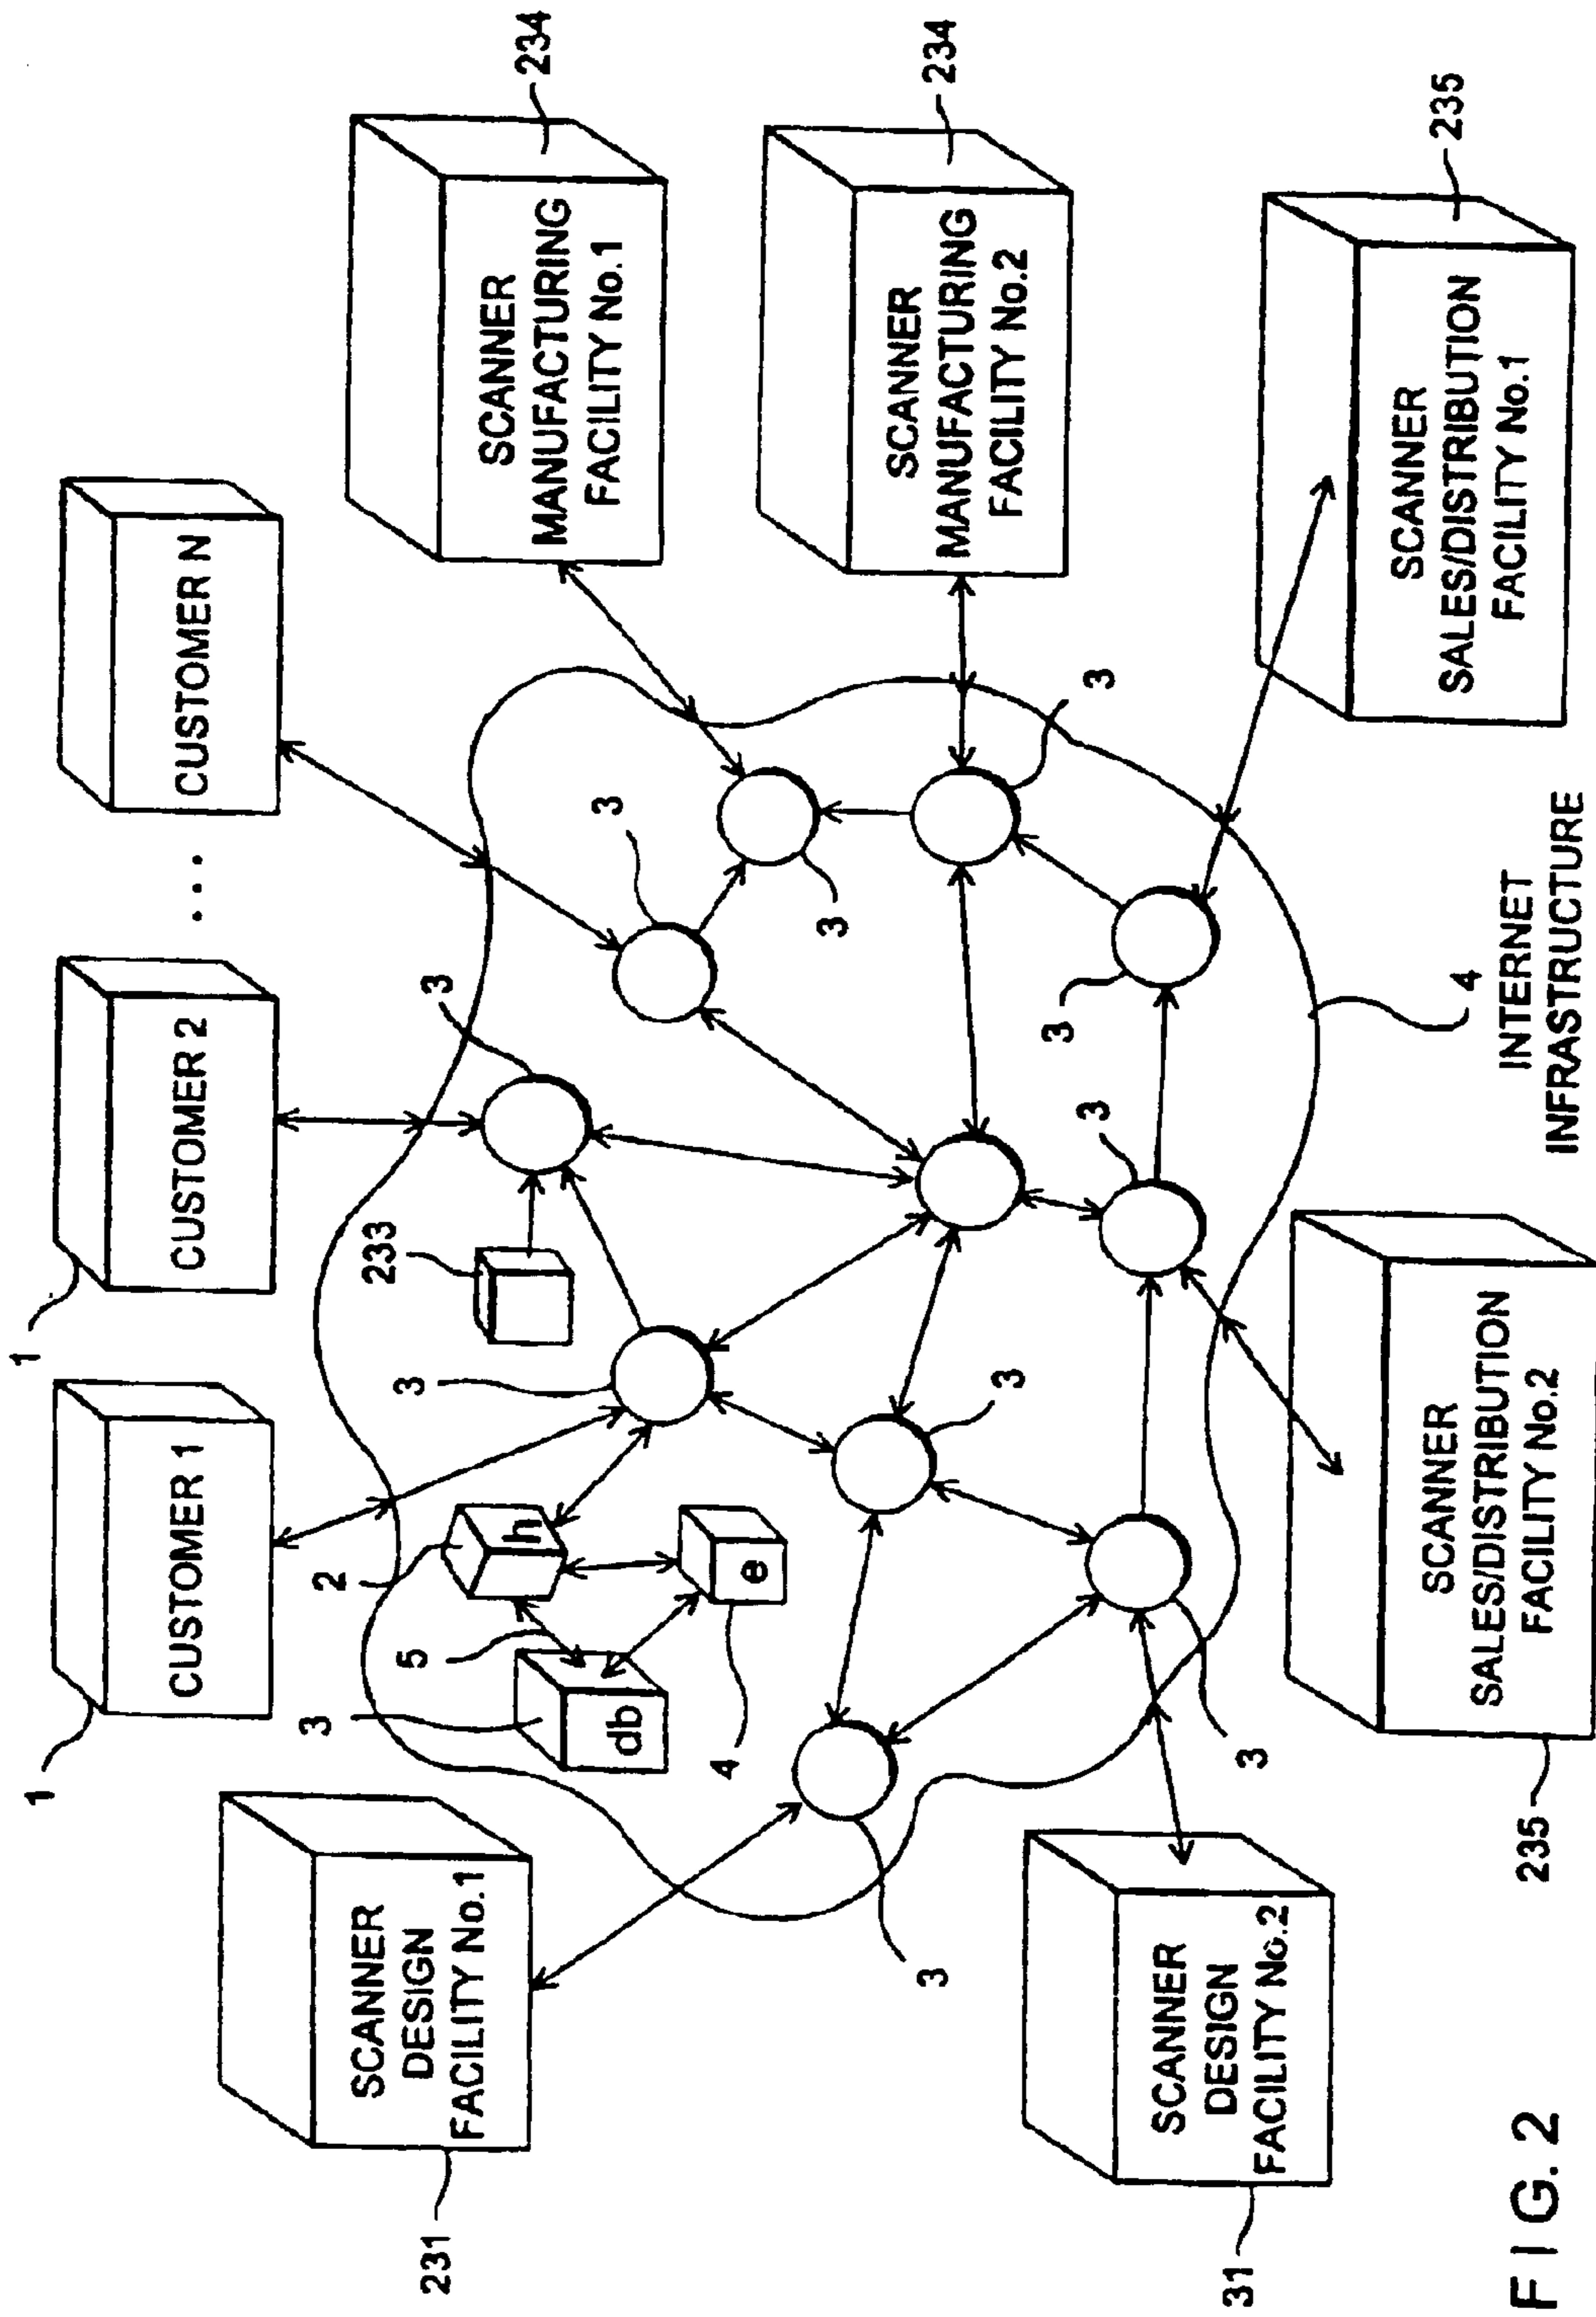 1
CUSTOMER 1
1
CUSTOMER 2
...
CUSTOMER N
231
SCANNER
DESIGN
FACILITY No.1
3
5
2
h
db
e
4
3
233
3
3
3
3
3
3
3
3
3
SCANNER
MANUFACTURING
FACILITY No.1
234
SCANNER
MANUFACTURING
FACILITY No.2
234
31
SCANNER
DESIGN
FACILITY No.2
235
SCANNER
SALES/DISTRIBUTION
FACILITY No.2
4
INTERNET
INFRASTRUCTURE
SCANNER
SALES/DISTRIBUTION
FACILITY No.1
235
FIG. 2